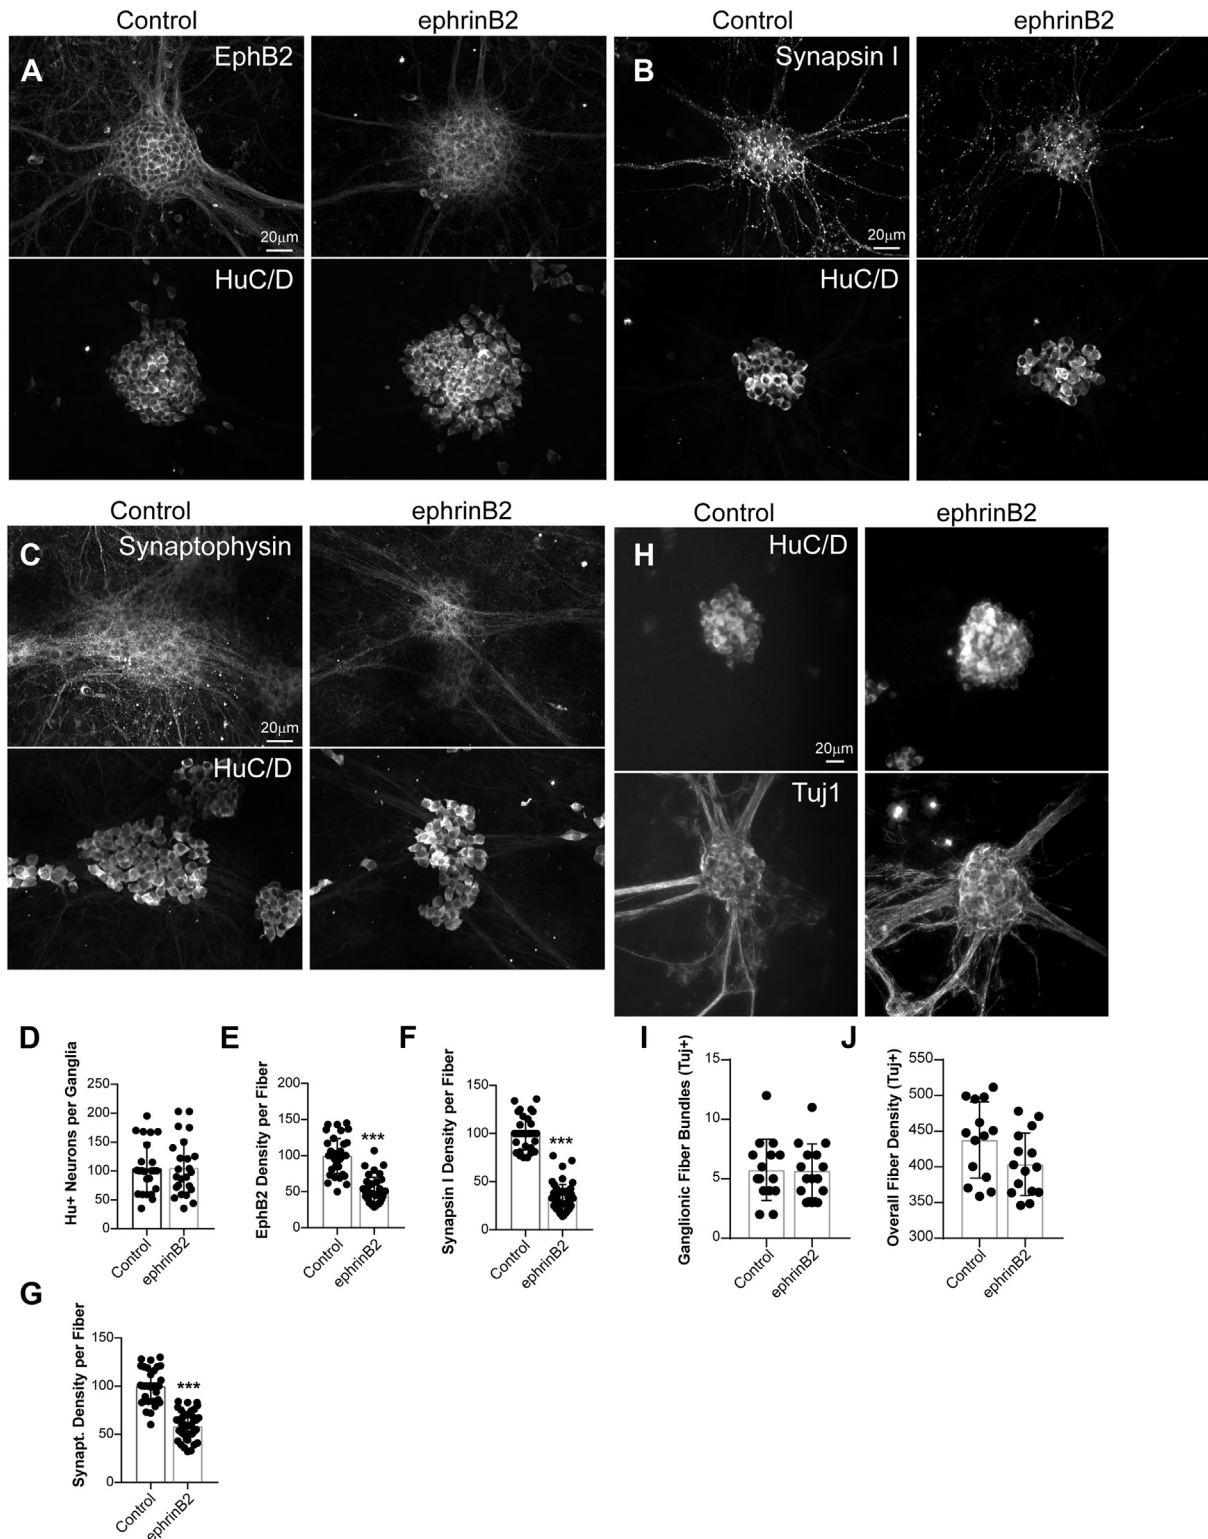 Control
ephrinB2
Control
ephrinB2
A
EphB2
B
Synapsin I
20μm
20μm
HuC/D
HuC/D
Control
ephrinB2
Control
ephrinB2
C
Synaptophysin
H
HuC/D
20μm
20μm
HuC/D
Tuj1
D
Hu+ Neurons per Ganglia
250
200
150
100
50
0
Control
ephrinB2
E
EphB2 Density per Fiber
200
150
100
50
0
***
Control
ephrinB2
F
Synapsin I Density per Fiber
150
100
50
0
***
Control
ephrinB2
I
Ganglionic Fiber Bundles (Tuj+)
15
10
5
0
Control
ephrinB2
J
Overall Fiber Density (Tuj+)
550
500
450
400
350
300
Control
ephrinB2
G
Synapt. Density per Fiber
150
100
50
0
***
Control
ephrinB2